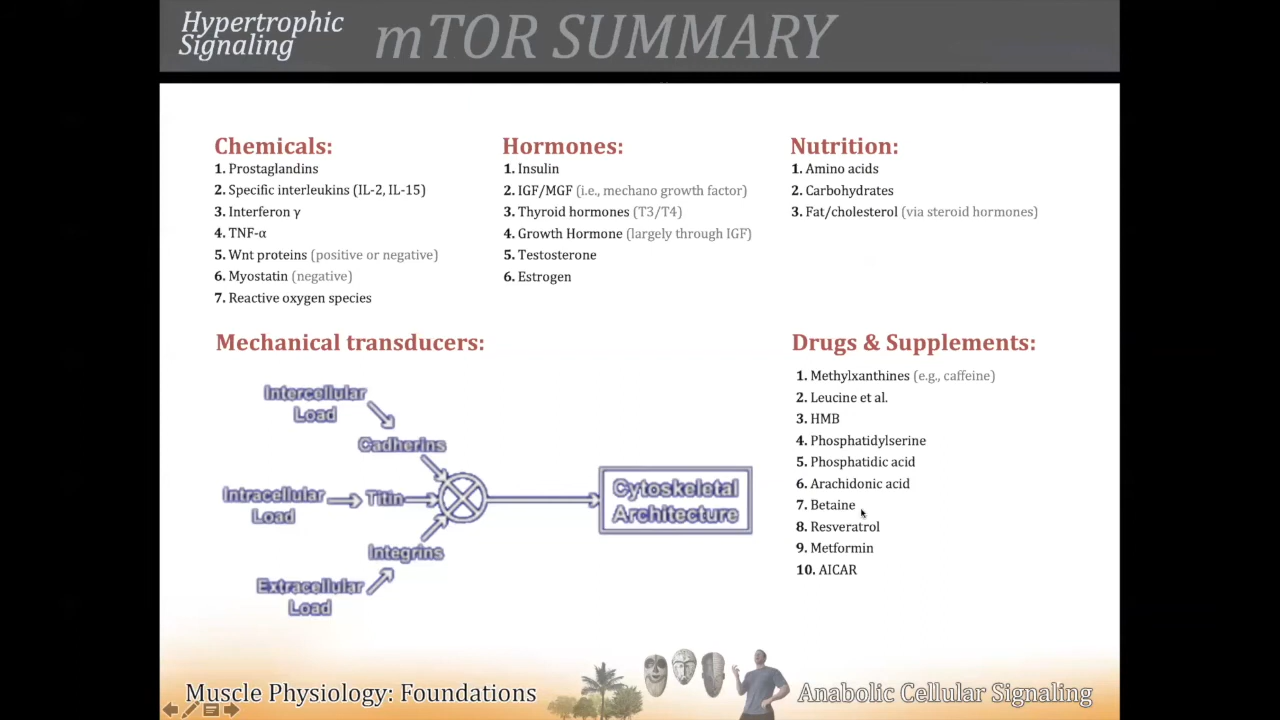 Hypertrophic
Signaling
mTOR SUMMARY
Chemicals:
1. Prostaglandins
2. Specific interleukins (IL-2, IL-15)
3. Interferon γ
4. TNF-α
5. Wnt proteins (positive or negative)
6. Myostatin (negative)
7. Reactive oxygen species
Hormones:
1. Insulin
2. IGF/MGF (i.e., mechano growth factor)
3. Thyroid hormones (T3/T4)
4. Growth Hormone (largely through IGF)
5. Testosterone
6. Estrogen
Nutrition:
1. Amino acids
2. Carbohydrates
3. Fat/cholesterol (via steroid hormones)
Mechanical transducers:
Intercellular
Load
Cadherins
Intracellular
Load
Titin
Integrins
Extracellular
Load
Cytoskeletal
Architecture
Drugs & Supplements:
1. Methylxanthines (e.g., caffeine)
2. Leucine et al.
3. HMB
4. Phosphatidylserine
5. Phosphatidic acid
6. Arachidonic acid
7. Betaine
8. Resveratrol
9. Metformin
10. AICAR
Muscle Physiology: Foundations
Anabolic Cellular Signaling